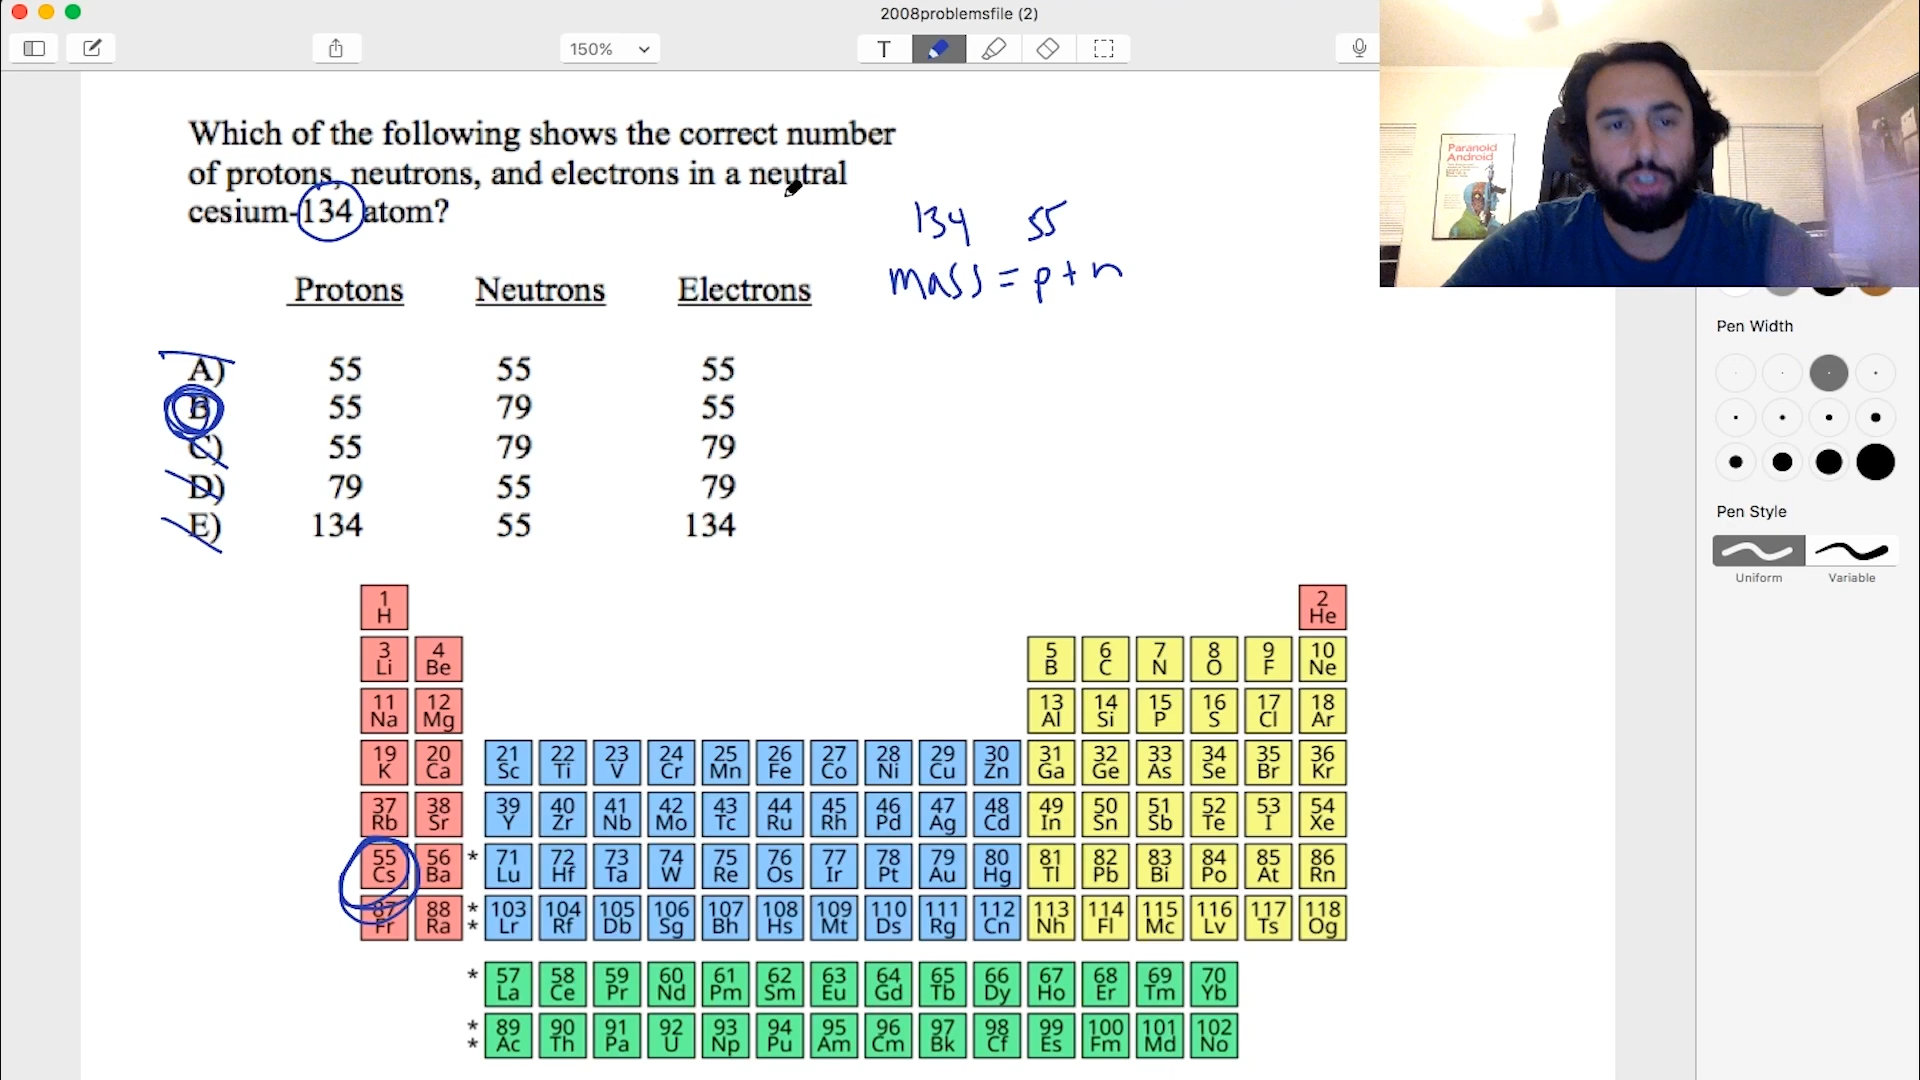 2008problemsfile (2)
150%
T
Paranoid
Android
Which of the following shows the correct number
of protons, neutrons, and electrons in a neutral
cesium-134 atom?
134 55
mass = p + n
Protons Neutrons Electrons
A) 55 55 55
B 55 79 55
C) 55 79 79
D) 79 55 79
E) 134 55 134
Pen Width
Pen Style
Uniform Variable
1 2
H He
3 4 5 6 7 8 9 10
Li Be B C N O F Ne
11 12 13 14 15 16 17 18
Na Mg Al Si P S Cl Ar
19 20 21 22 23 24 25 26 27 28 29 30 31 32 33 34 35 36
K Ca Sc Ti V Cr Mn Fe Co Ni Cu Zn Ga Ge As Se Br Kr
37 38 39 40 41 42 43 44 45 46 47 48 49 50 51 52 53 54
Rb Sr Y Zr Nb Mo Tc Ru Rh Pd Ag Cd In Sn Sb Te I Xe
55 56 * 71 72 73 74 75 76 77 78 79 80 81 82 83 84 85 86
Cs Ba Lu Hf Ta W Re Os Ir Pt Au Hg Tl Pb Bi Po At Rn
87 88 * 103 104 105 106 107 108 109 110 111 112 113 114 115 116 117 118
Fr Ra * Lr Rf Db Sg Bh Hs Mt Ds Rg Cn Nh Fl Mc Lv Ts Og
* 57 58 59 60 61 62 63 64 65 66 67 68 69 70
La Ce Pr Nd Pm Sm Eu Gd Tb Dy Ho Er Tm Yb
* 89 90 91 92 93 94 95 96 97 98 99 100 101 102
* Ac Th Pa U Np Pu Am Cm Bk Cf Es Fm Md No